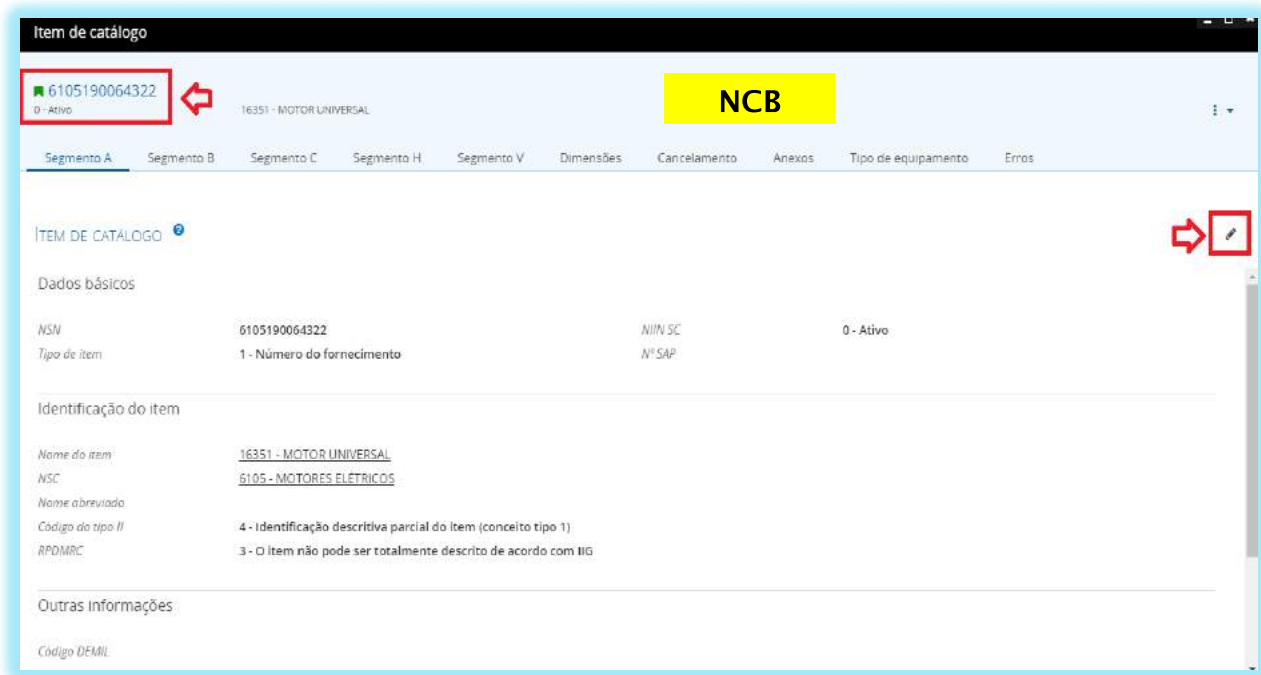 Item de catálogo
6105190064322
0 - Ativo
16351 - MOTOR UNIVERSAL
NCB
Segmento A Segmento B Segmento C Segmento H Segmento V Dimensões Cancelamento Anexos Tipo de equipamento Erros
ÍTEM DE CATÁLOGO
Dados básicos
NSN 6105190064322 NIIN SC 0 - Ativo
Tipo de item 1 - Número do fornecimento Nº SAP
Identificação do item
Nome do item 16351 - MOTOR UNIVERSAL
NSC 6105 - MOTORES ELÉTRICOS
Nome abreviado
Código do tipo II 4 - Identificação descritiva parcial do item (conceito tipo 1)
RPDMRC 3 - O item não pode ser totalmente descrito de acordo com IIG
Outras informações
Código DEMIL